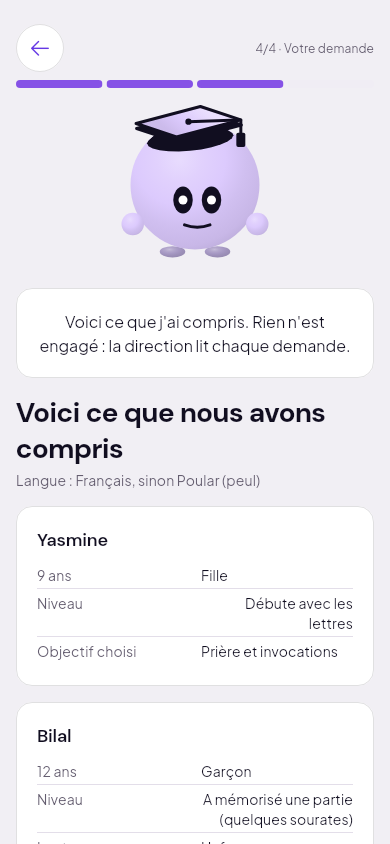 4/4 · Votre demande
Voici ce que j'ai compris. Rien n'est
engagé : la direction lit chaque demande.
Voici ce que nous avons
compris
Langue : Français, sinon Poular (peul)
Yasmine
9 ans Fille
Niveau Débute avec les
lettres
Objectif choisi Prière et invocations
Bilal
12 ans Garçon
Niveau A mémorisé une partie
(quelques sourates)